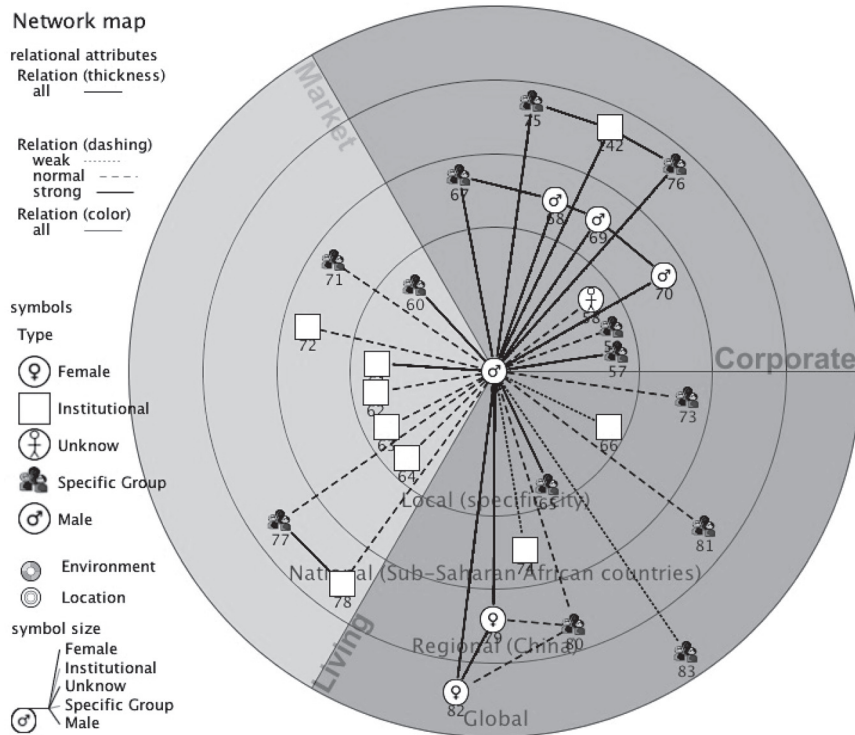 Network map
relational attributes
Relation (thickness)
all
Relation (dashing)
weak
normal
strong
Relation (color)
all
symbols
Type
Female
Institutional
Unknow
Specific Group
Male
Environment
Location
symbol size
Female
Institutional
Unknow
Specific Group
Male
Market
Corporate
Living
75
142
76
67
68
69
70
71
60
58
72
57
62
73
63
66
64
65
Local (specific city)
77
81
74
National (Sub-Saharan African countries)
78
79
80
Regional (China)
83
82
Global